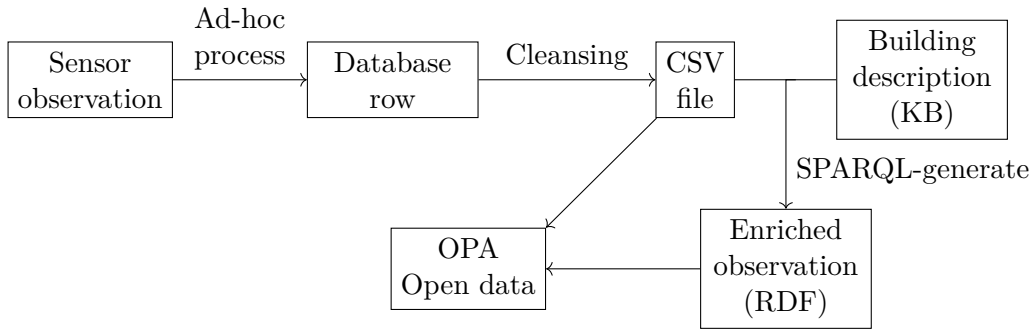 Sensor
observation
Ad-hoc
process
Database
row
Cleansing
CSV
file
Building
description
(KB)
SPARQL-generate
OPA
Open data
Enriched
observation
(RDF)